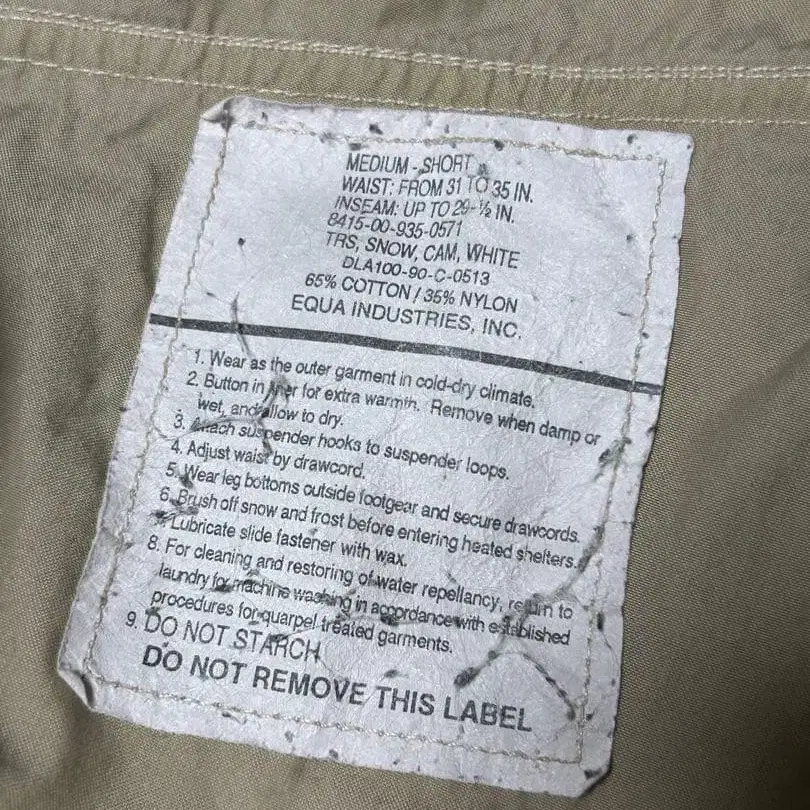 MEDIUM - SHORT
WAIST: FROM 31 TO 35 IN.
INSEAM: UP TO 29-½ IN.
8415-00-935-0571
TRS, SNOW, CAM, WHITE
DLA100-90-C-0513
65% COTTON / 35% NYLON
EQUA INDUSTRIES, INC.
1. Wear as the outer garment in cold-dry climate.
2. Button in liner for extra warmth. Remove when damp or
wet, and allow to dry.
3. Attach suspender hooks to suspender loops.
4. Adjust waist by drawcord.
5. Wear leg bottoms outside footgear and secure drawcords.
6. Brush off snow and frost before entering heated shelters.
7. Lubricate slide fastener with wax.
8. For cleaning and restoring of water repellancy, return to
laundry for machine washing in accordance with established
procedures for quarpel treated garments.
9. DO NOT STARCH
DO NOT REMOVE THIS LABEL